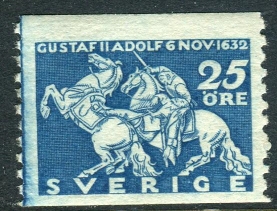 GUSTAF II ADOLF 6 NOV•1632
25
ÖRE
SVERIGE